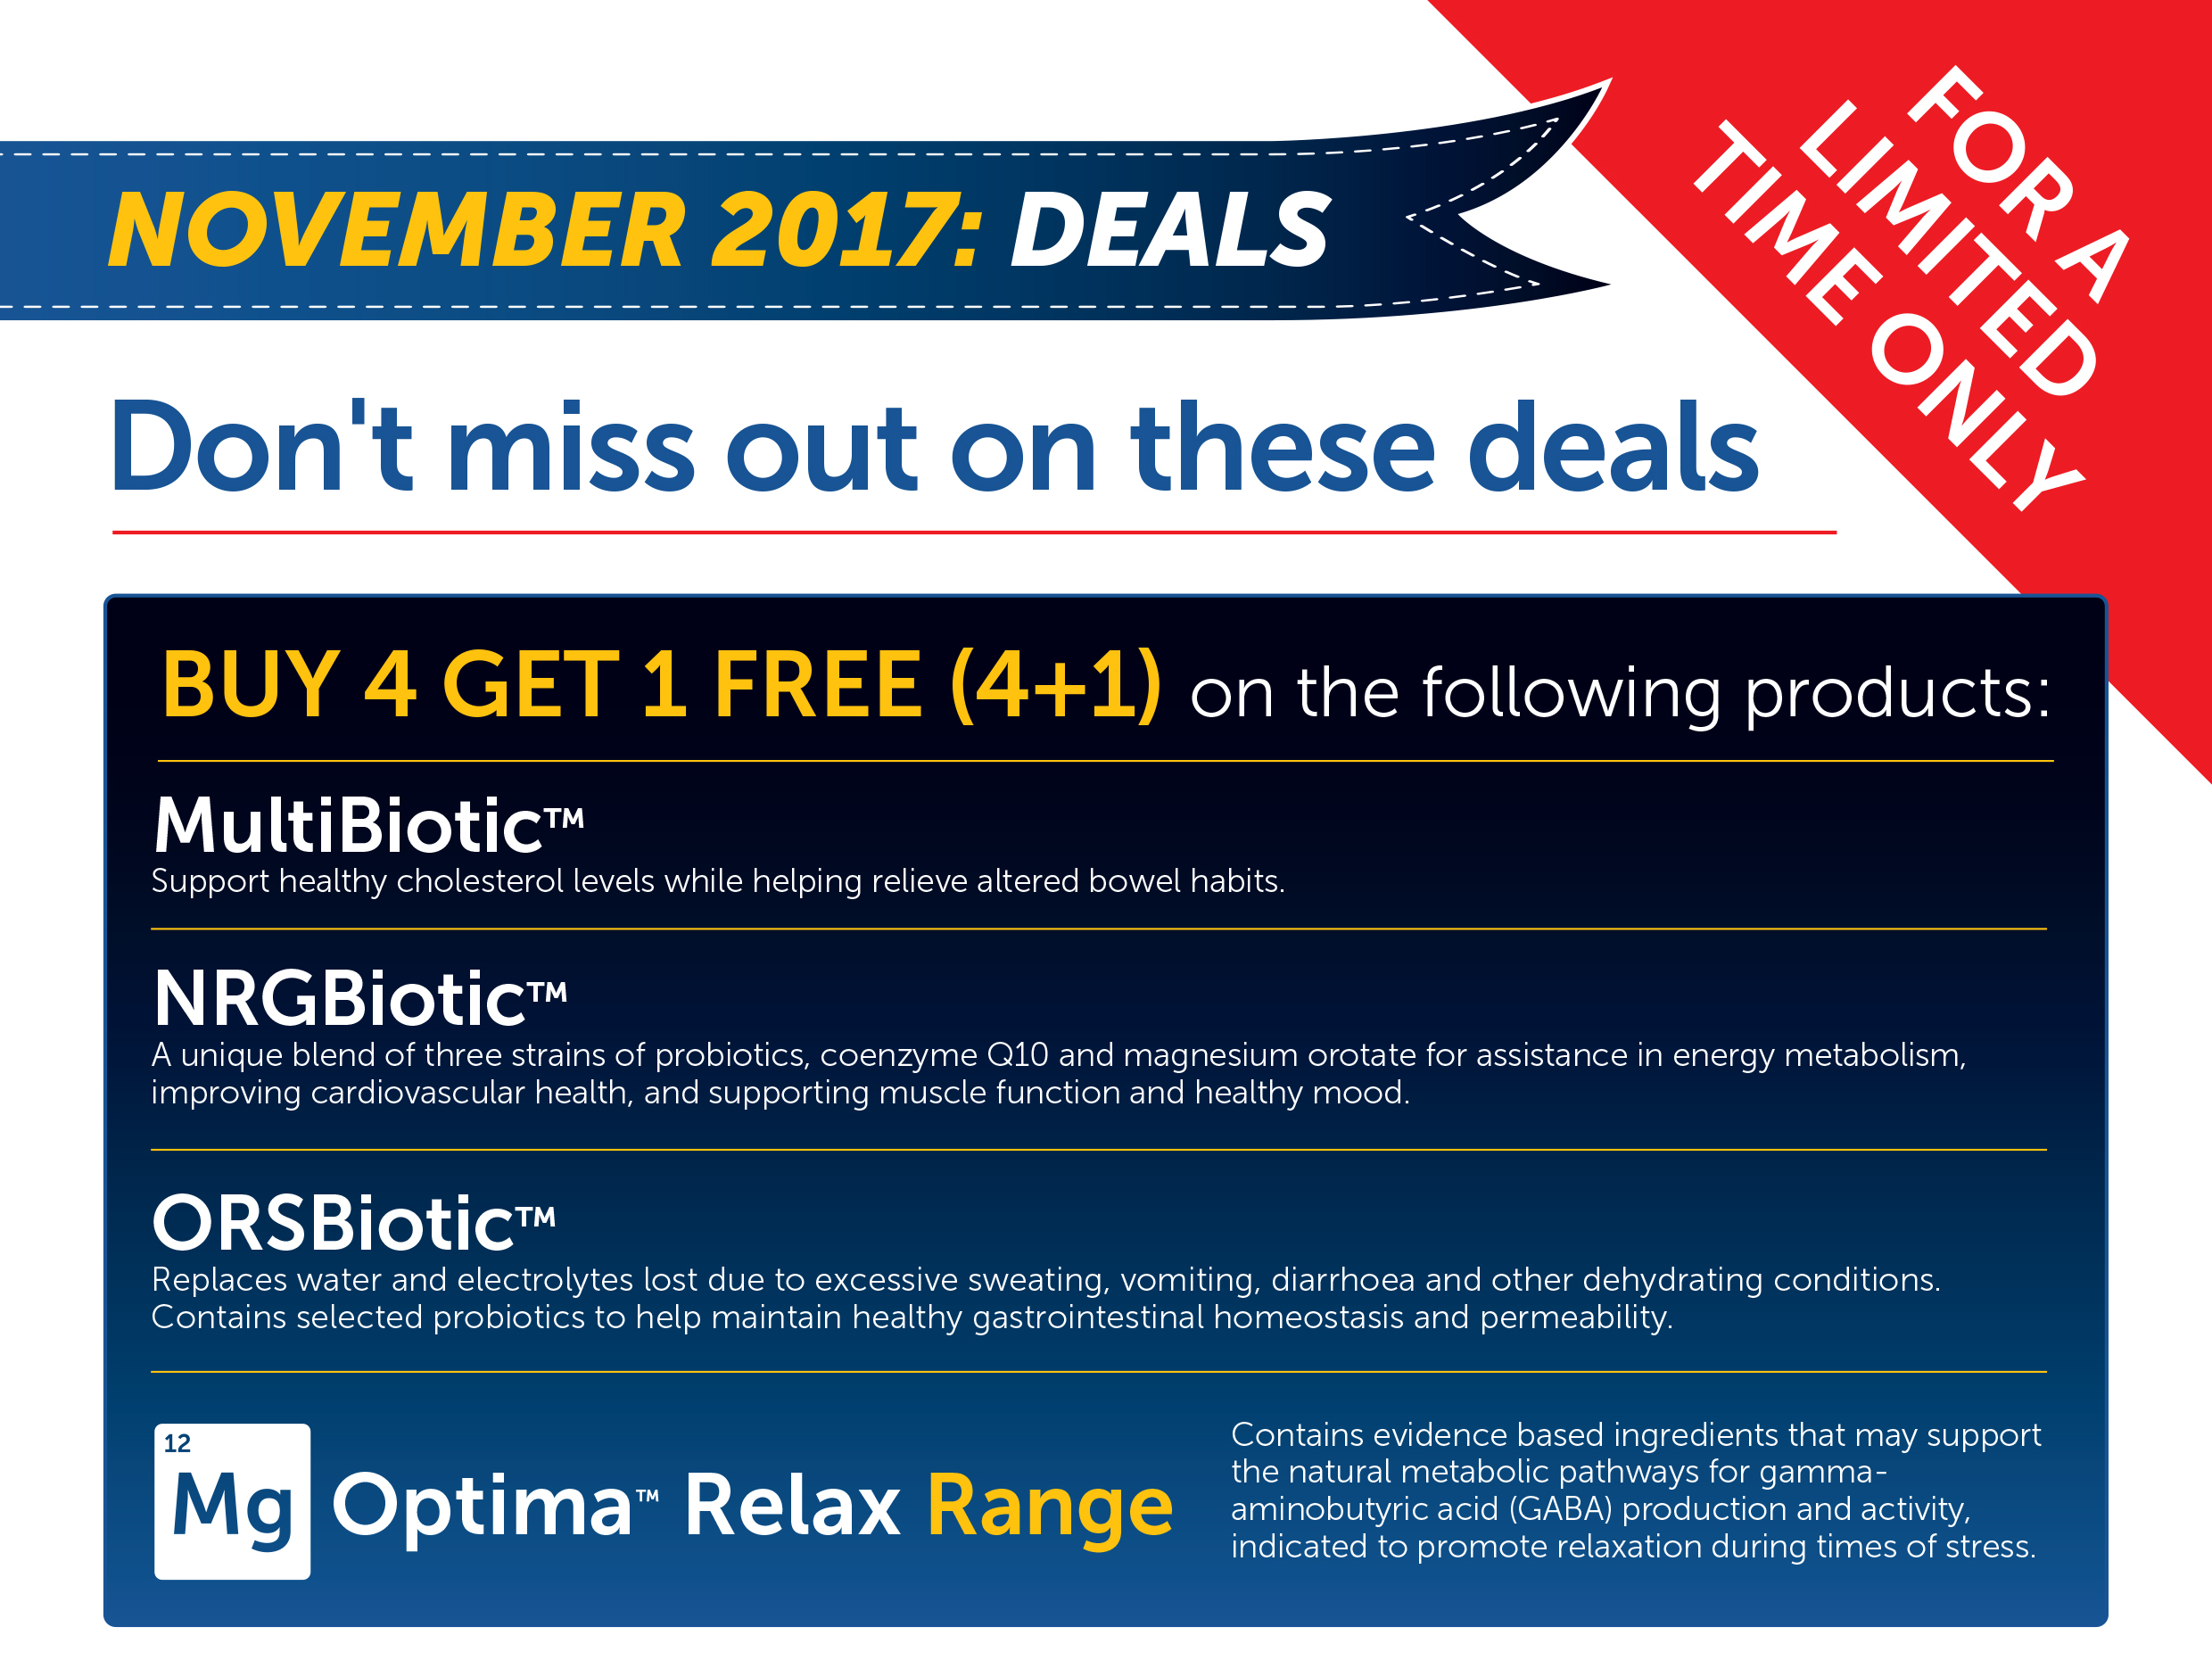 FOR A
LIMITED
TIME ONLY
NOVEMBER 2017: DEALS
Don't miss out on these deals
BUY 4 GET 1 FREE (4+1) on the following products:
MultiBiotic™
Support healthy cholesterol levels while helping relieve altered bowel habits.
NRGBiotic™
A unique blend of three strains of probiotics, coenzyme Q10 and magnesium orotate for assistance in energy metabolism,
improving cardiovascular health, and supporting muscle function and healthy mood.
ORSBiotic™
Replaces water and electrolytes lost due to excessive sweating, vomiting, diarrhoea and other dehydrating conditions.
Contains selected probiotics to help maintain healthy gastrointestinal homeostasis and permeability.
12
Mg Optima™ Relax Range
Contains evidence based ingredients that may support
the natural metabolic pathways for gamma-
aminobutyric acid (GABA) production and activity,
indicated to promote relaxation during times of stress.